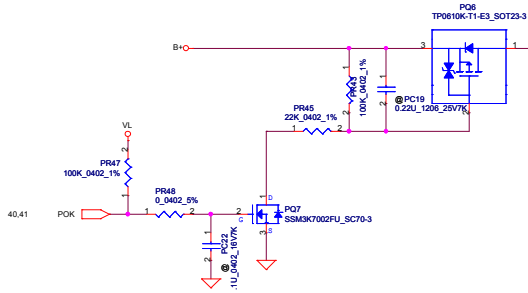 PQ6
TP0610K-T1-E3_SOT23-3
B+
3
1
2
1
2
PR43
100K_0402_1%
1
2
@PC19
0.22U_1206_25V7K
PR45
22K_0402_1%
1
2
VL
2
1
PR47
100K_0402_1%
PR48
0_0402_5%
40,41
POK
1
2
2
G
1
D
S
3
PQ7
SSM3K7002FU_SC70-3
1
2
PC22
@
.1U_0402_16V7K